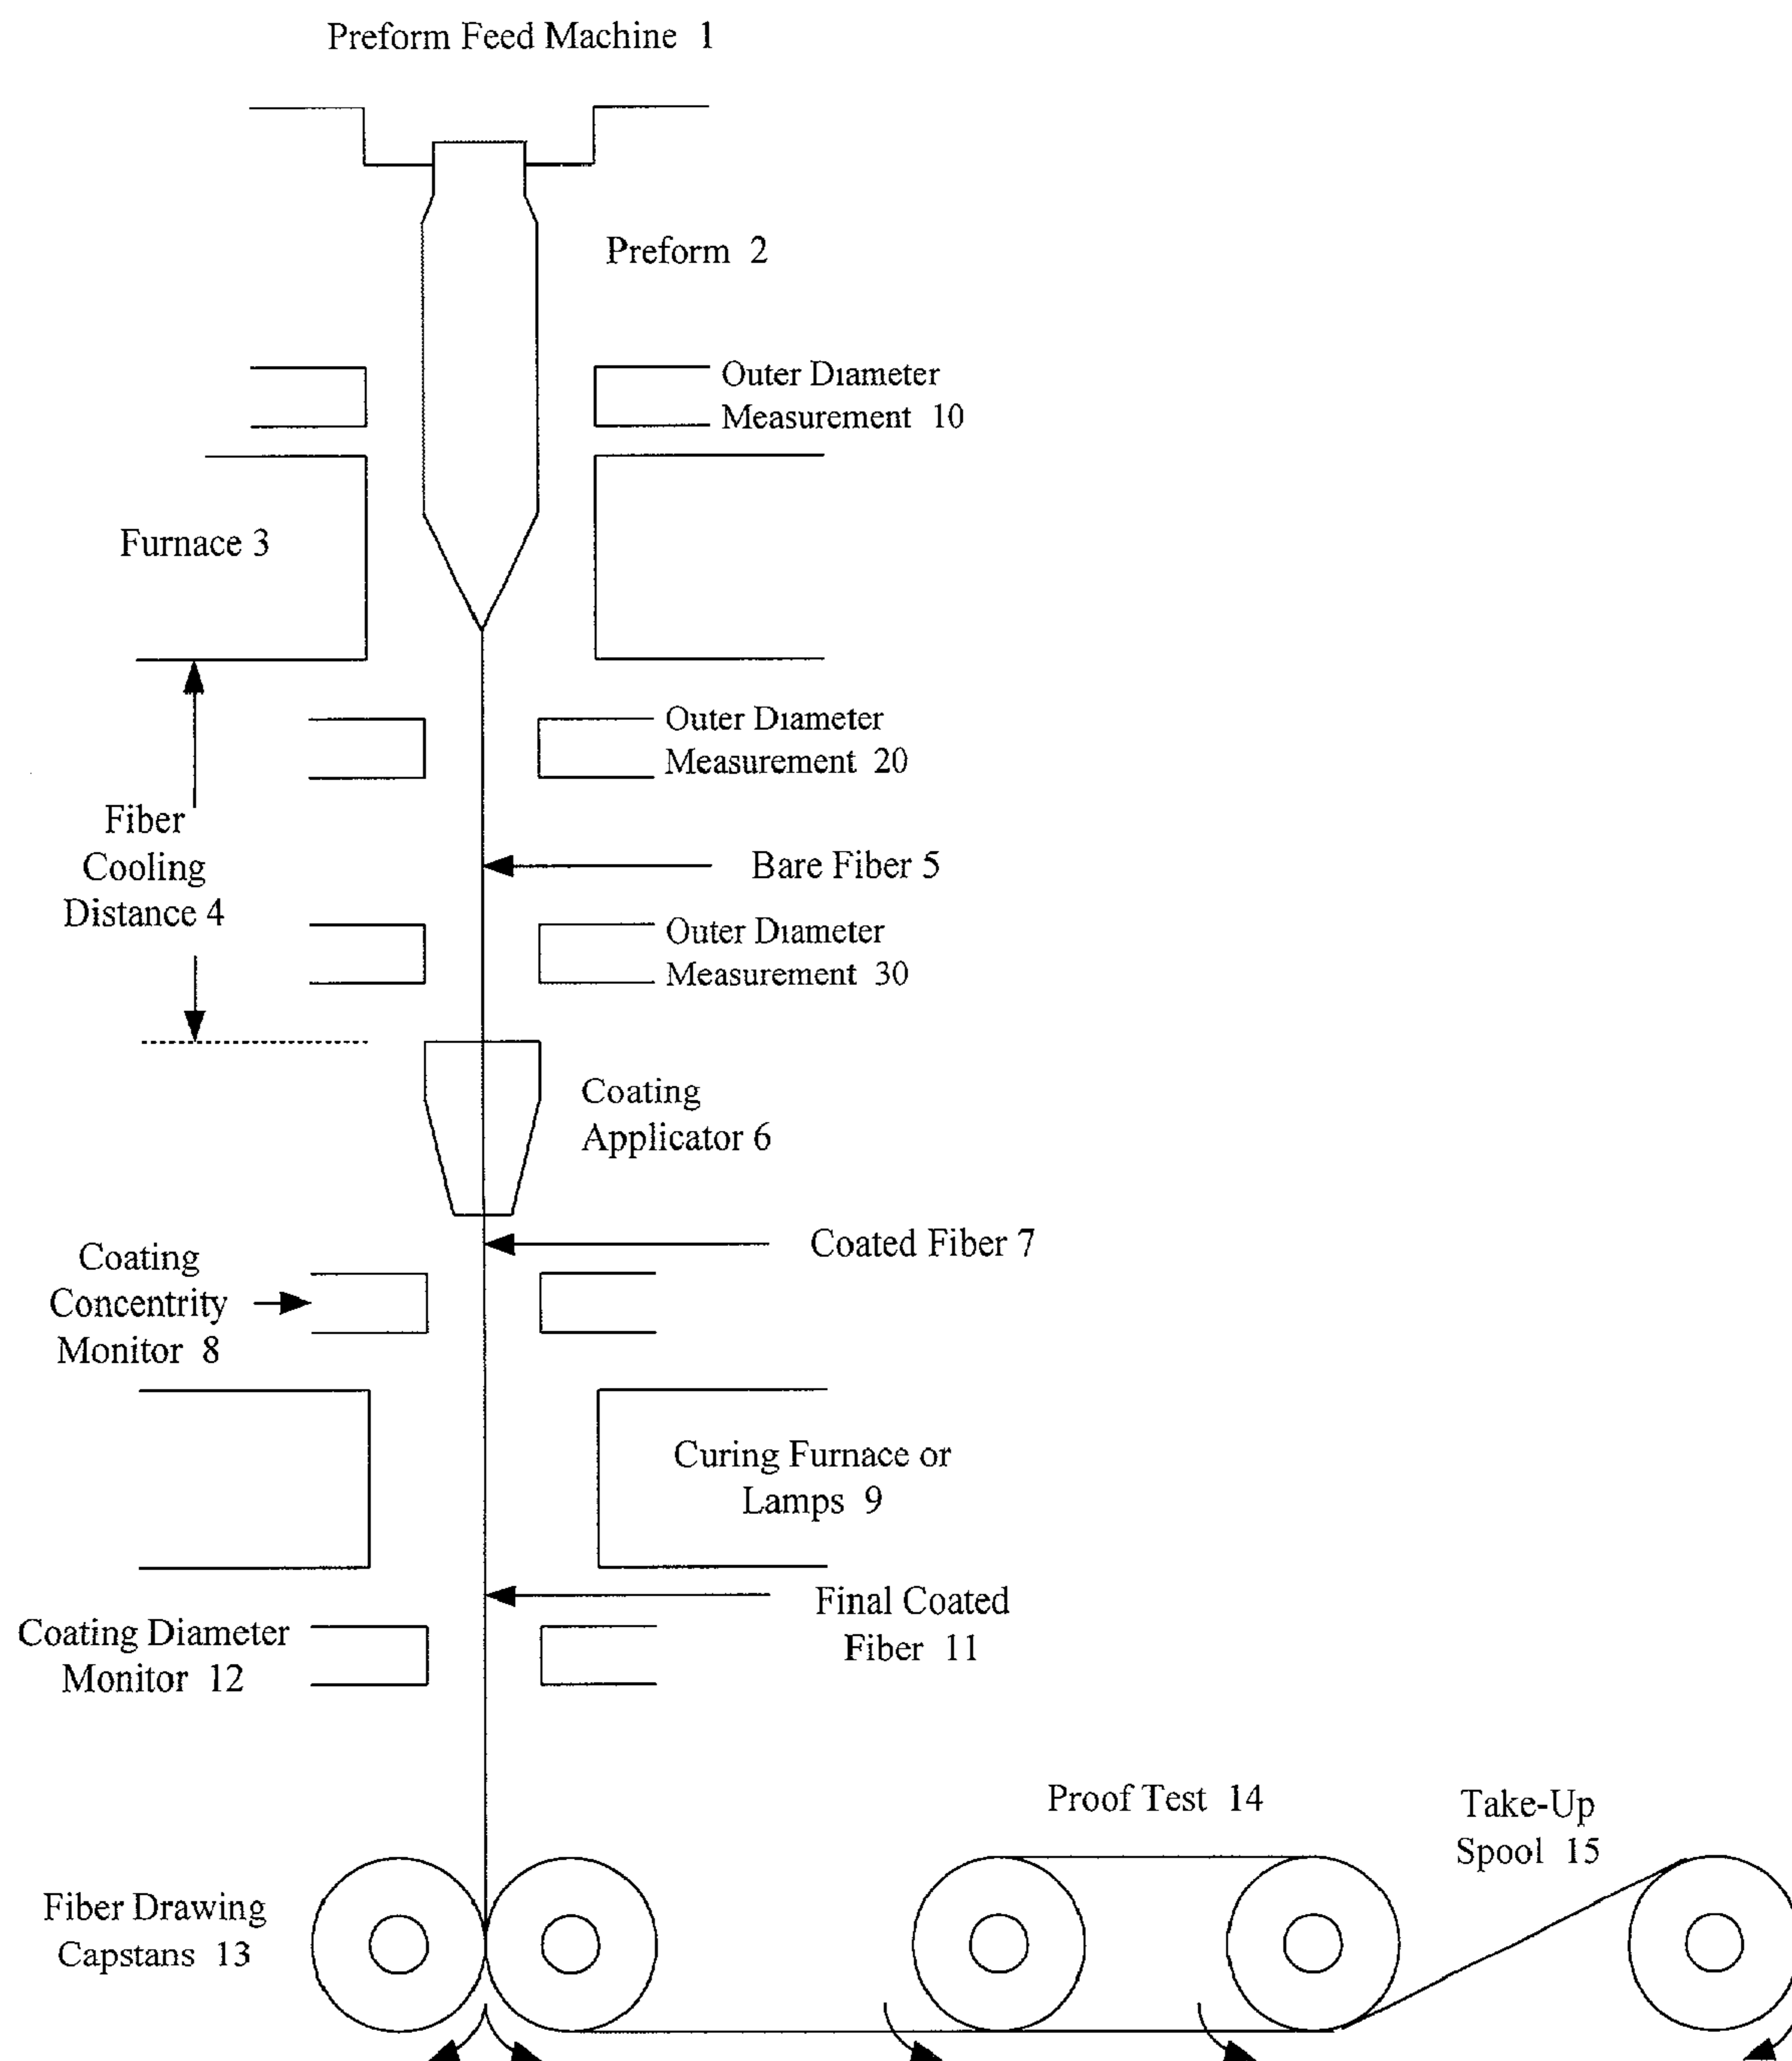 Preform Feed Machine 1
Preform 2
Outer Diameter
Measurement 10
Furnace 3
Outer Diameter
Measurement 20
Fiber
Cooling
Distance 4
Bare Fiber 5
Outer Diameter
Measurement 30
Coating
Applicator 6
Coated Fiber 7
Coating
Concentrity
Monitor 8
Curing Furnace or
Lamps 9
Final Coated
Fiber 11
Coating Diameter
Monitor 12
Proof Test 14
Take-Up
Spool 15
Fiber Drawing
Capstans 13